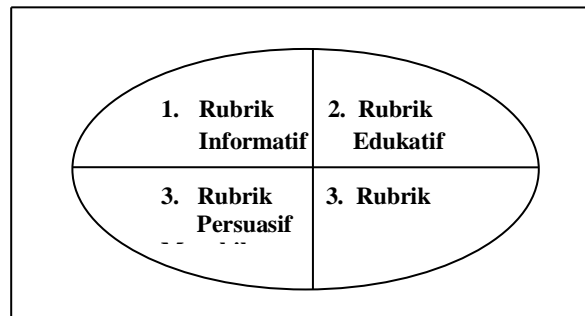 1. Rubrik
Informatif
2. Rubrik
Edukatif
3. Rubrik
Persuasif
3. Rubrik